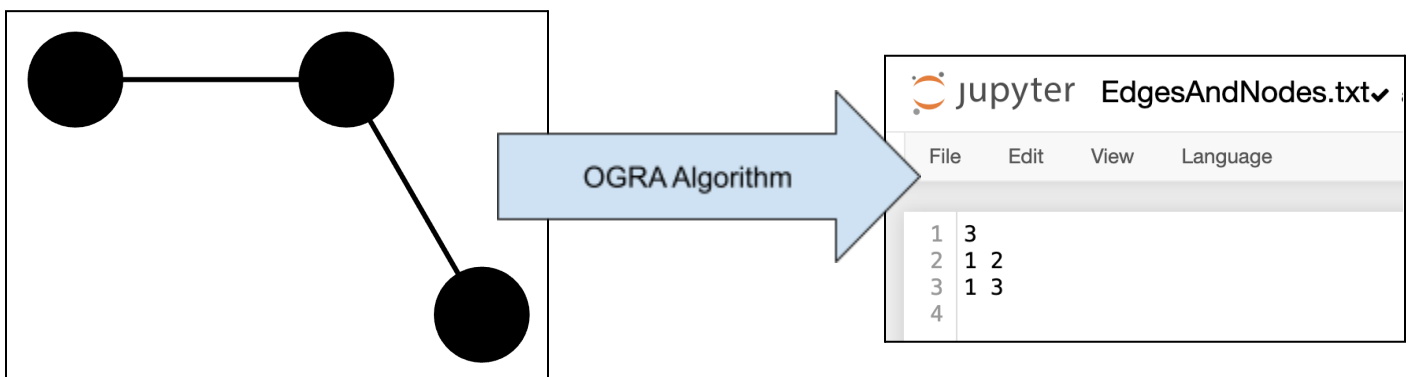 OGRA Algorithm
jupyter EdgesAndNodes.txt✔
File Edit View Language
1 3
2 1 2
3 1 3
4